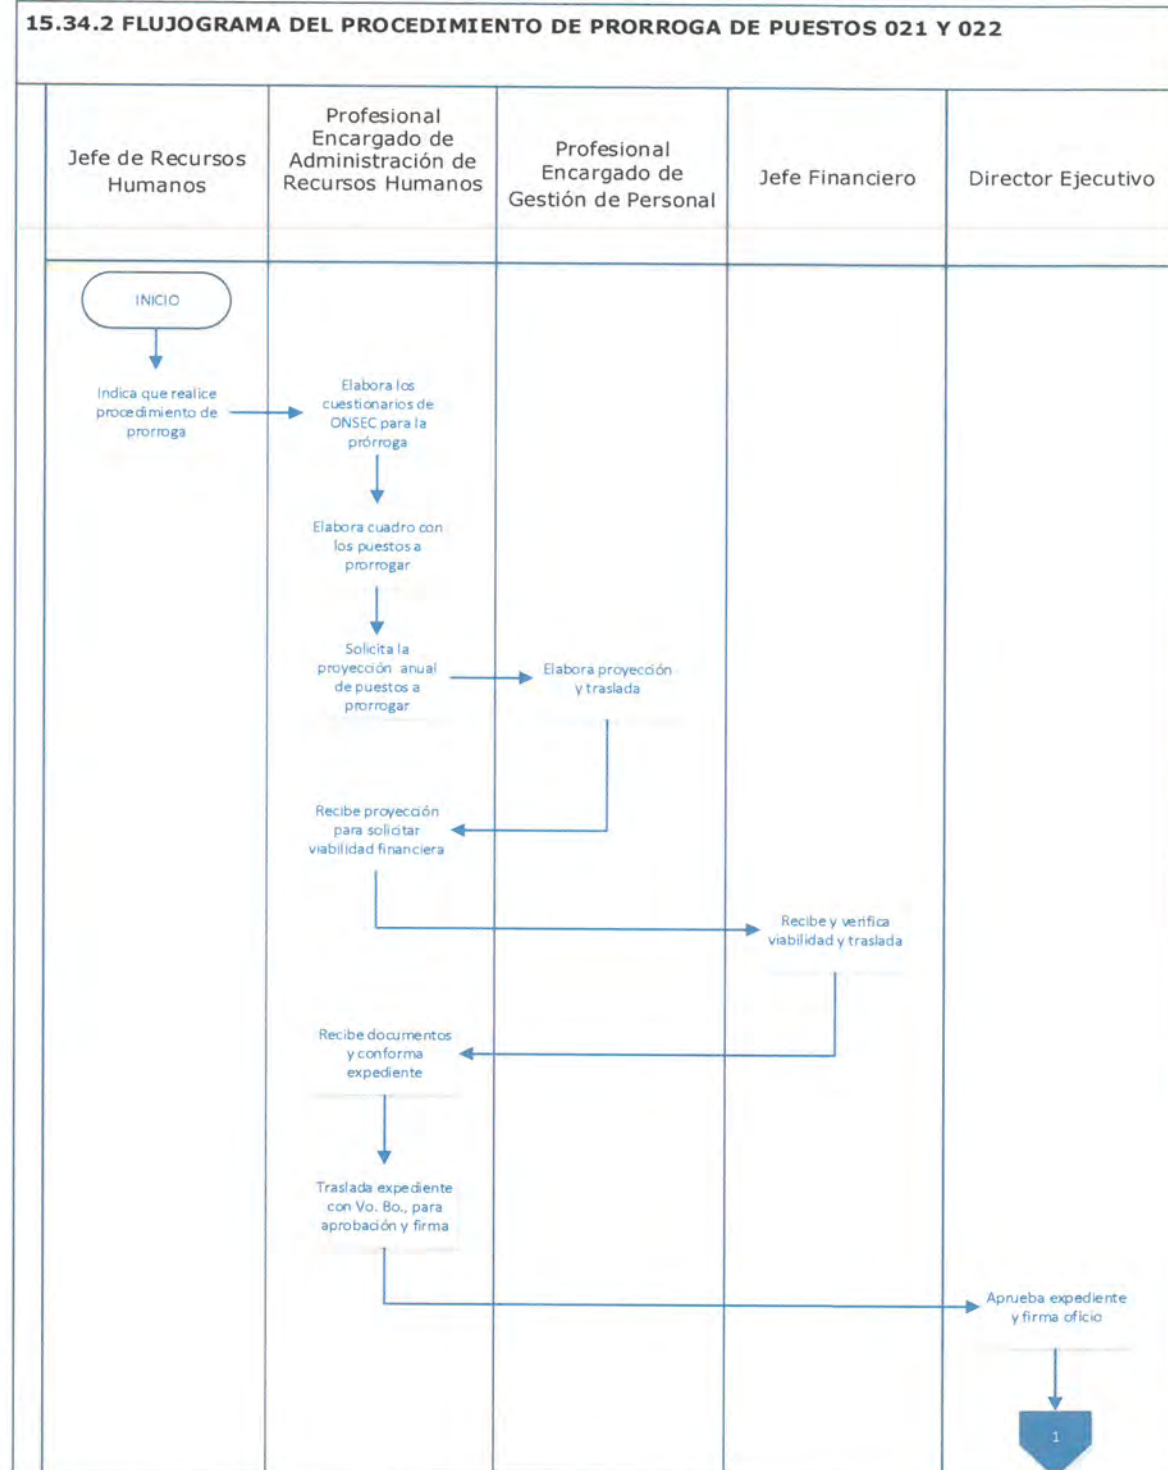 15.34.2 FLUJOGRAMA DEL PROCEDIMIENTO DE PRORROGA DE PUESTOS 021 Y 022
Jefe de Recursos
Humanos
Profesional
Encargado de
Administración de
Recursos Humanos
Profesional
Encargado de
Gestión de Personal
Jefe Financiero
Director Ejecutivo
INICIO
Indica que realice
procedimiento de
prorroga
Elabora los
cuestionarios de
ONSEC para la
prórroga
Elabora cuadro con
los puestos a
prorrogar
Solicita la
proyección anual
de puestos a
prorrogar
Elabora proyección
y traslada
Recibe proyección
para solicitar
viabilidad financiera
Recibe y verifica
viabilidad y traslada
Recibe documentos
y conforma
expediente
Traslada expediente
con Vo. Bo., para
aprobación y firma
Aprueba expediente
y firma oficio
1